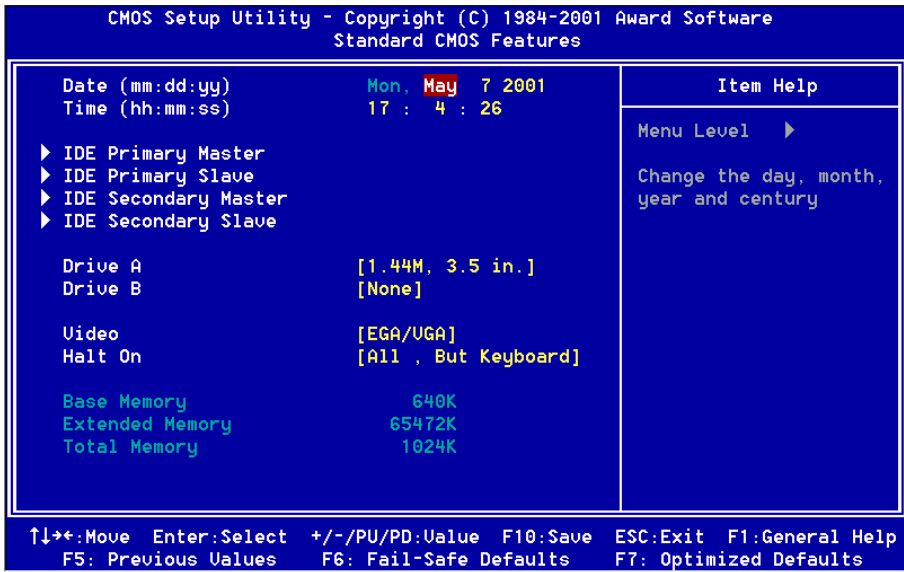 CMOS Setup Utility - Copyright (C) 1984-2001 Award Software
Standard CMOS Features
Date (mm:dd:yy) Mon, May 7 2001
Time (hh:mm:ss) 17 : 4 : 26
IDE Primary Master
IDE Primary Slave
IDE Secondary Master
IDE Secondary Slave
Drive A [1.44M, 3.5 in.]
Drive B [None]
Video [EGA/VGA]
Halt On [All , But Keyboard]
Base Memory 640K
Extended Memory 65472K
Total Memory 1024K
Item Help
Menu Level
Change the day, month,
year and century
↑↓→←:Move Enter:Select +/-/PU/PD:Value F10:Save ESC:Exit F1:General Help
F5: Previous Values F6: Fail-Safe Defaults F7: Optimized Defaults